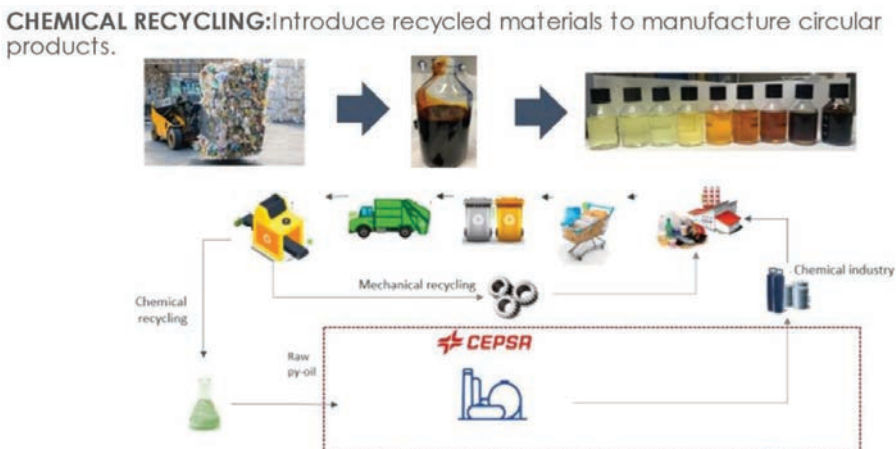 CHEMICAL RECYCLING:Introduce recycled materials to manufacture circular
products.
Mechanical recycling
Chemical industry
Chemical
recycling
CEPSA
Raw
py-oil